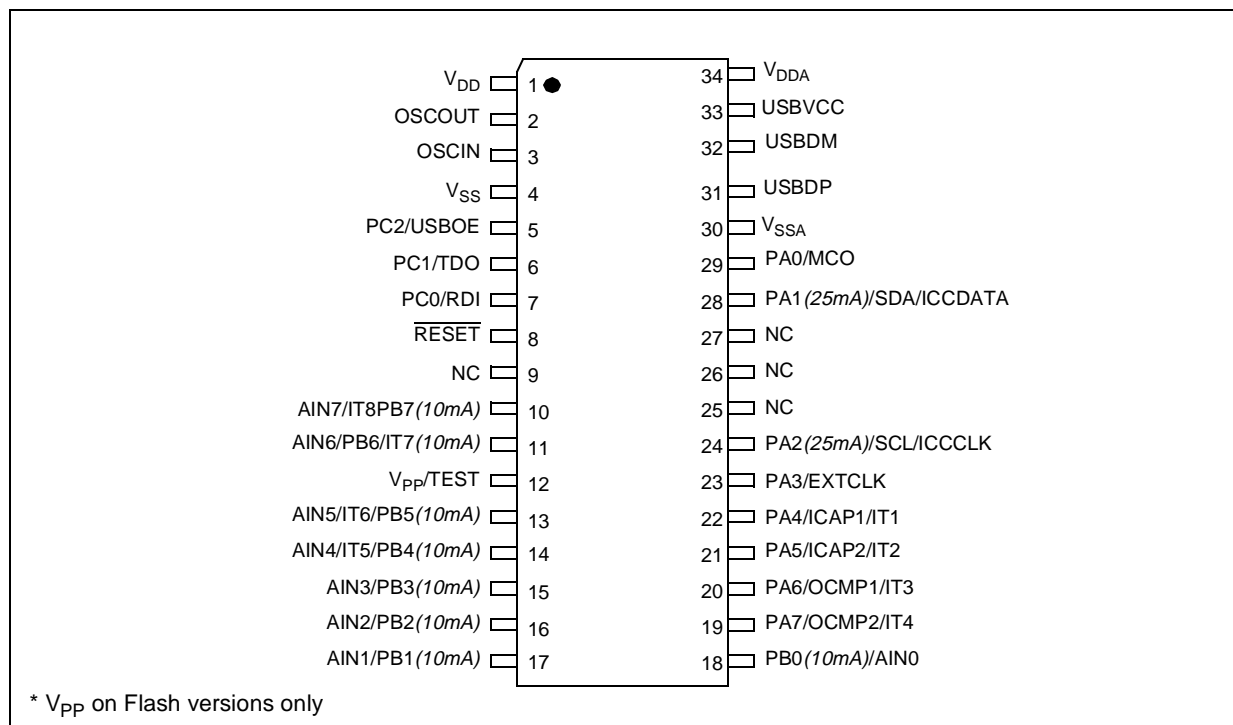 VDD 1 34 VDDA
OSCOUT 2 33 USBVCC
OSCIN 3 32 USBDM
VSS 4 31 USBDP
PC2/USBOE 5 30 VSSA
PC1/TDO 6 29 PA0/MCO
PC0/RDI 7 28 PA1(25mA)/SDA/ICCDATA
RESET 8 27 NC
NC 9 26 NC
AIN7/IT8PB7(10mA) 10 25 NC
AIN6/PB6/IT7(10mA) 11 24 PA2(25mA)/SCL/ICCCLK
VPP/TEST 12 23 PA3/EXTCLK
AIN5/IT6/PB5(10mA) 13 22 PA4/ICAP1/IT1
AIN4/IT5/PB4(10mA) 14 21 PA5/ICAP2/IT2
AIN3/PB3(10mA) 15 20 PA6/OCMP1/IT3
AIN2/PB2(10mA) 16 19 PA7/OCMP2/IT4
AIN1/PB1(10mA) 17 18 PB0(10mA)/AIN0
* VPP on Flash versions only